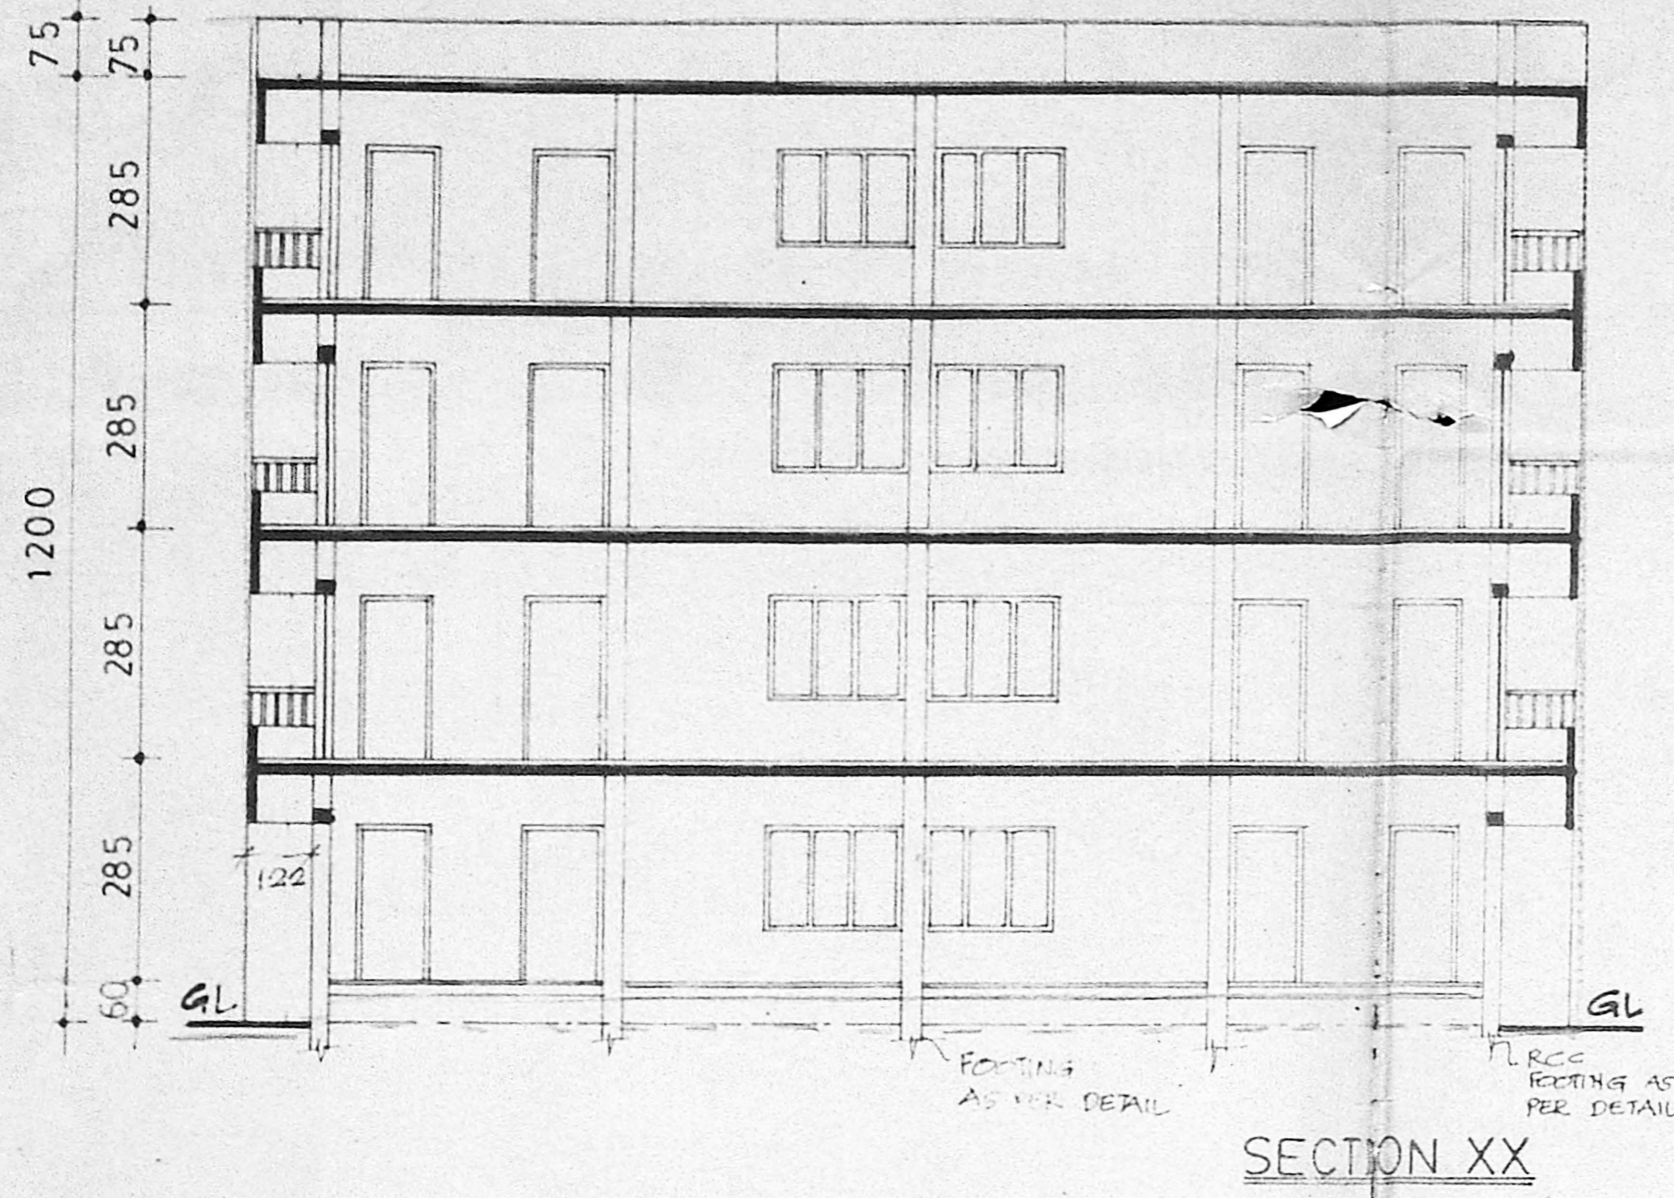 75
75
285
285
1200
285
285
122
60
GL
GL
FOOTING
AS PER DETAIL
RCC
FOOTING AS
PER DETAIL
SECTION XX